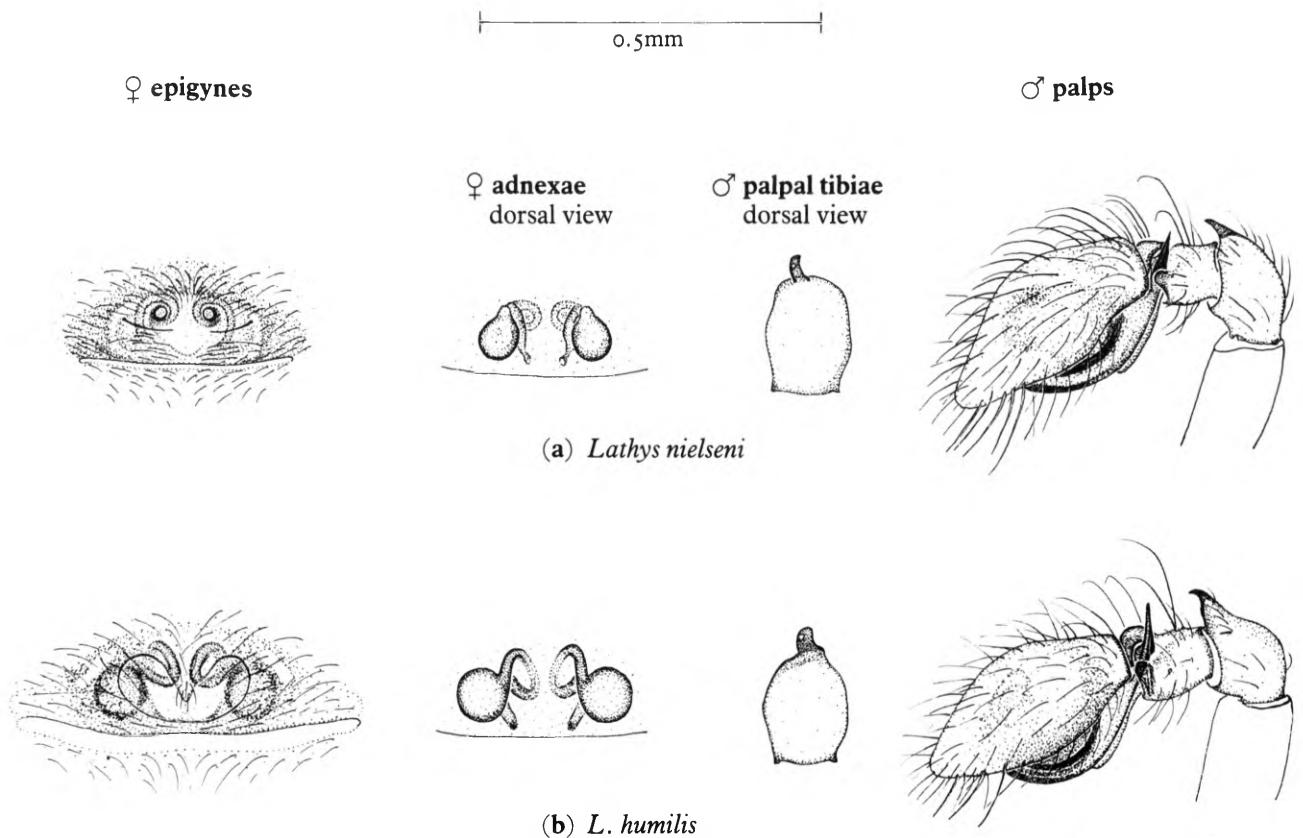 0.5mm
♀ epigynes
♂ palps
♀ adnexae
dorsal view
♂ palpal tibiae
dorsal view
(a) Lathys nielseni
(b) L. humilis